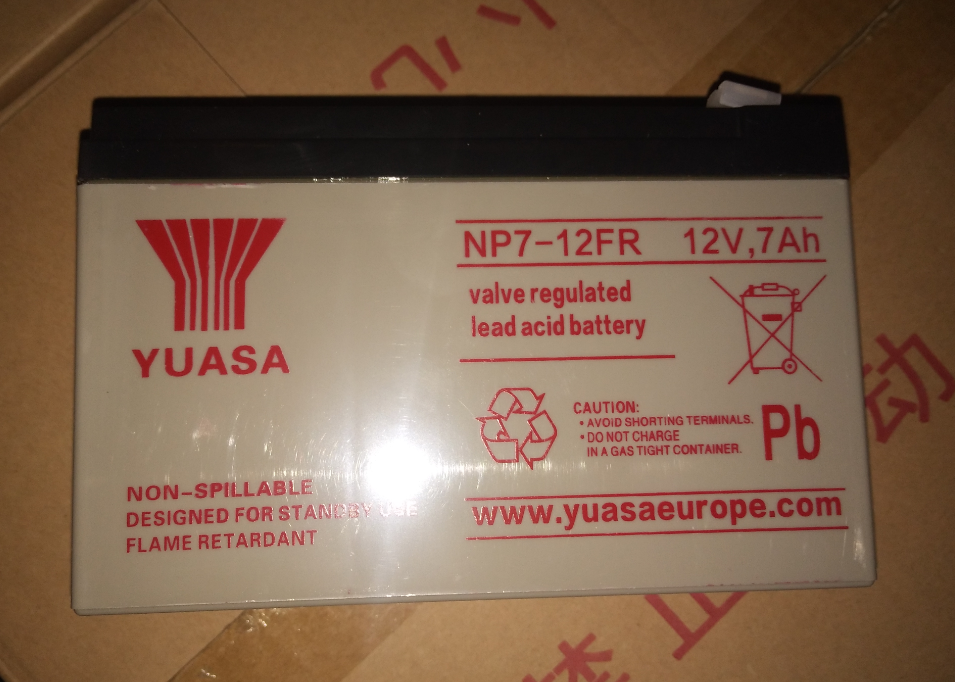 YUASA
NON-SPILLABLE
DESIGNED FOR STANDBY USE
FLAME RETARDANT
NP7-12FR 12V,7Ah
valve regulated
lead acid battery
CAUTION:
• AVOID SHORTING TERMINALS.
• DO NOT CHARGE
IN A GAS TIGHT CONTAINER.
Pb
www.yuasaeurope.com
动